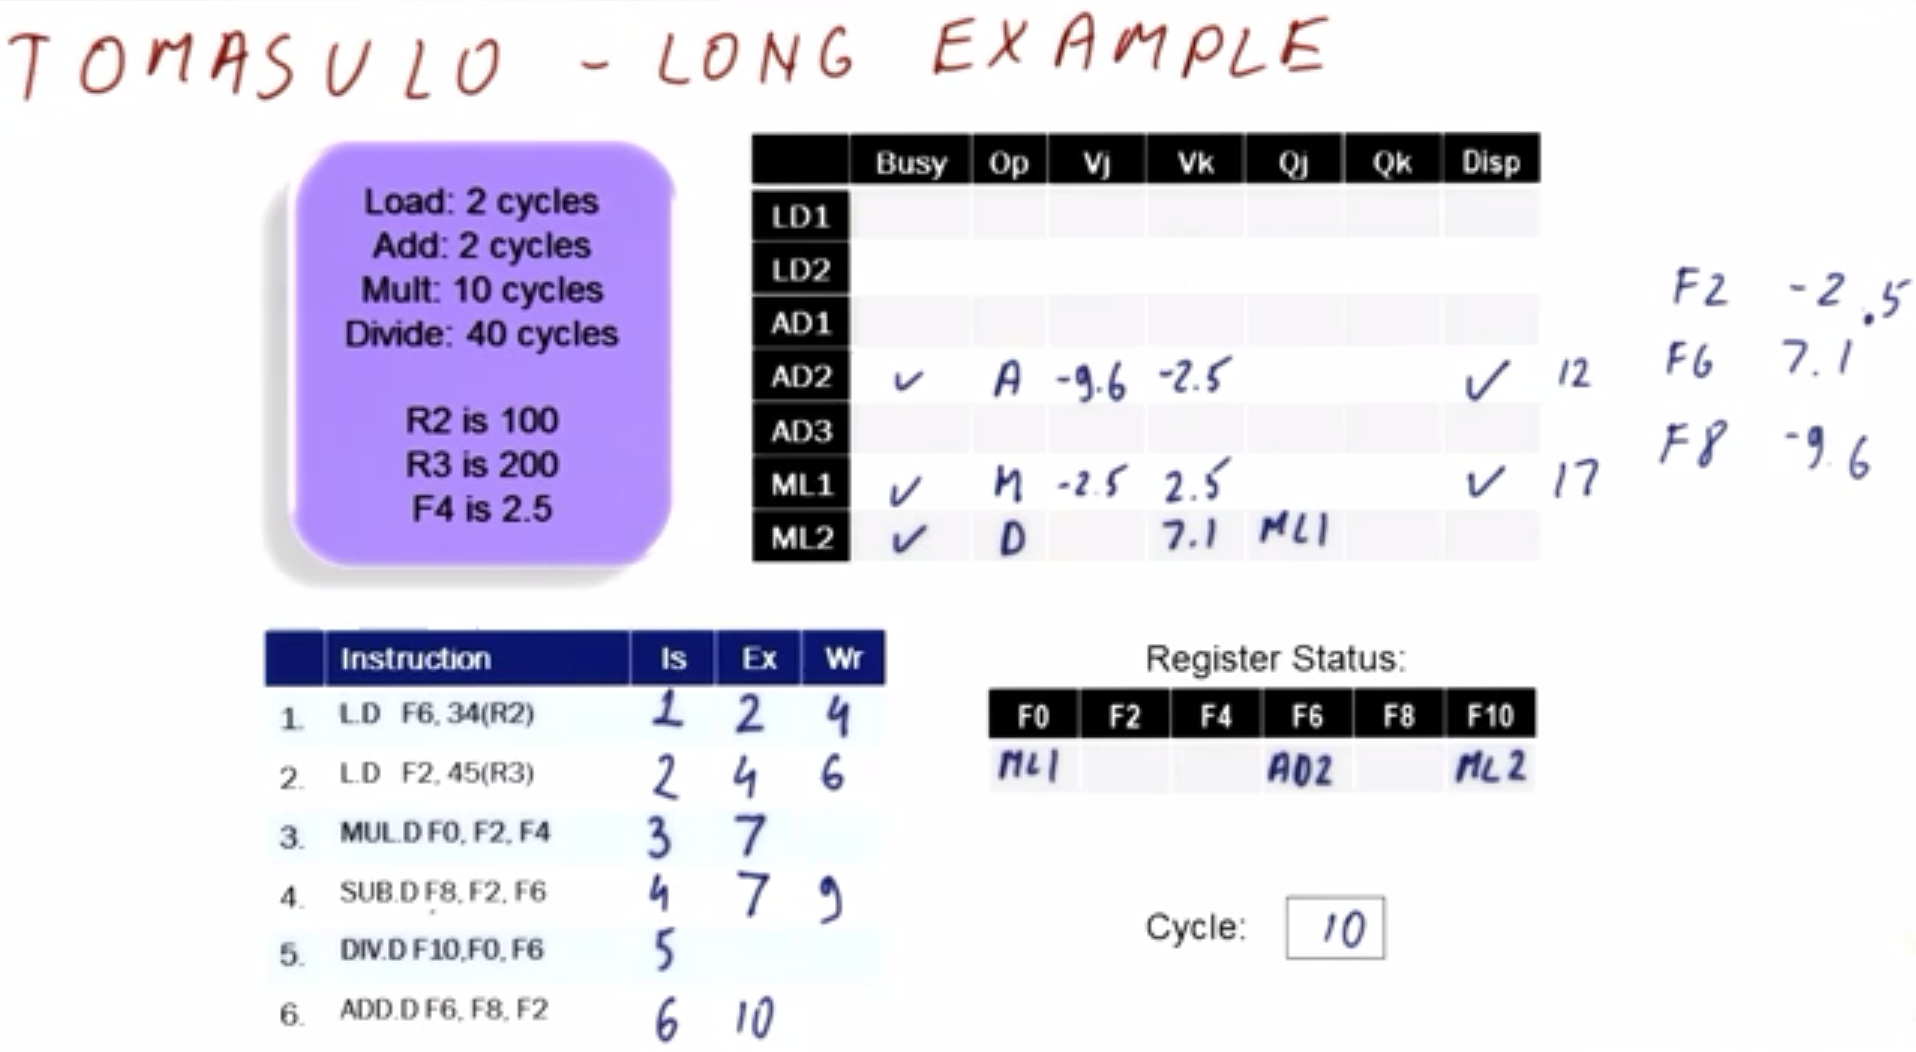 TOMASULO - LONG EXAMPLE
Load: 2 cycles
Add: 2 cycles
Mult: 10 cycles
Divide: 40 cycles
R2 is 100
R3 is 200
F4 is 2.5
Busy Op Vj Vk Qj Qk Disp
LD1
LD2
AD1
AD2 ✓ A -9.6 -2.5 ✓ 12
AD3
ML1 ✓ M -2.5 2.5 ✓ 17
ML2 ✓ D 7.1 ML1
F2 -2.5
F6 7.1
F8 -9.6
Instruction Is Ex Wr
1. L.D F6, 34(R2) 1 2 4
2. L.D F2, 45(R3) 2 4 6
3. MUL.D F0, F2, F4 3 7
4. SUB.D F8, F2, F6 4 7 9
5. DIV.D F10,F0, F6 5
6. ADD.D F6, F8, F2 6 10
Register Status:
F0 F2 F4 F6 F8 F10
ML1 AD2 ML2
Cycle: 10